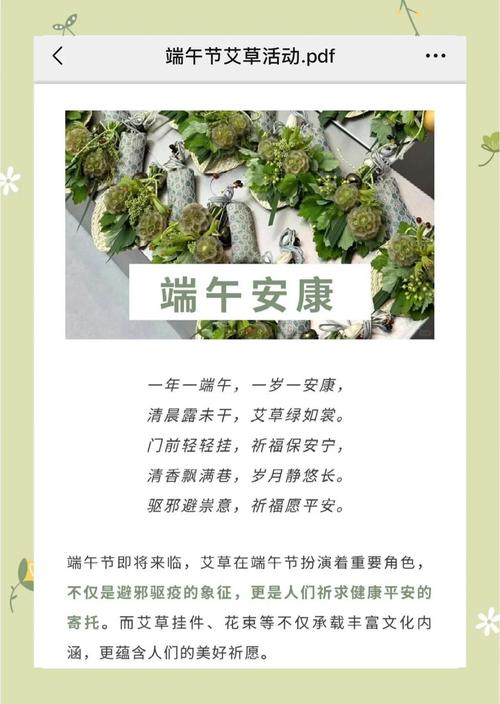 端午节艾草活动.pdf
端午安康
一年一端午，一岁一安康，
清晨露未干，艾草绿如裳。
门前轻轻挂，祈福保安宁，
清香飘满巷，岁月静悠长。
驱邪避祟意，祈福愿平安。
端午节即将来临，艾草在端午节扮演着重要角色，
不仅是避邪驱疫的象征，更是人们祈求健康平安的
寄托。而艾草挂件、花束等不仅承载丰富文化内
涵，更蕴含人们的美好祈愿。